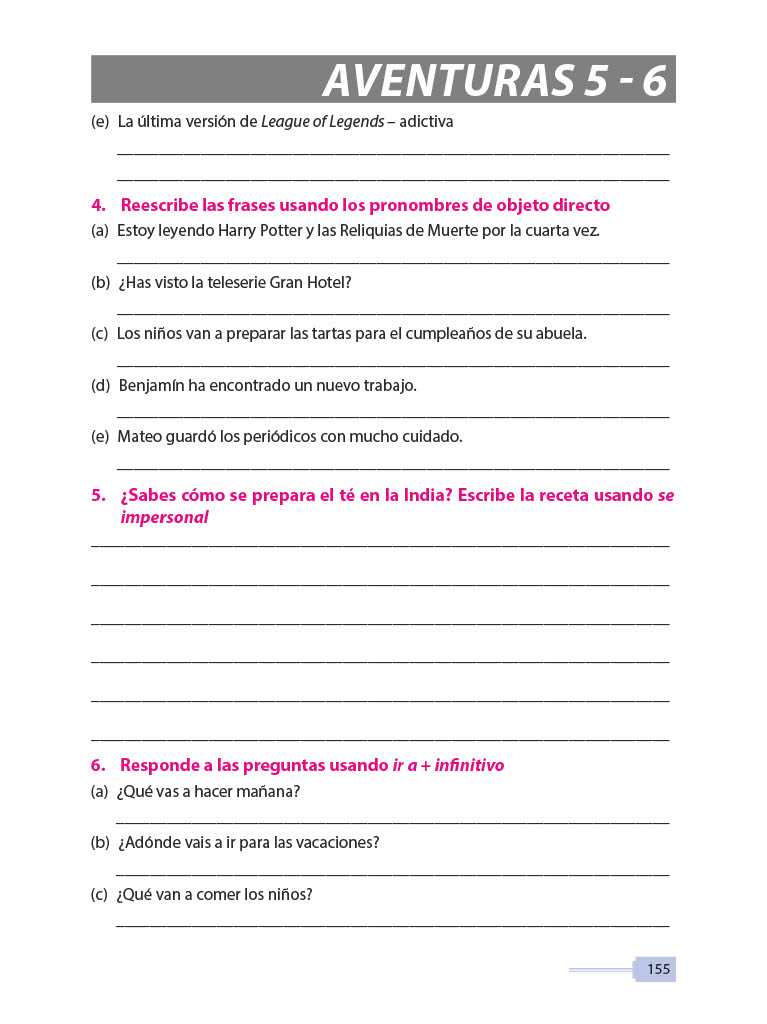 AVENTURAS 5 - 6
(e) La última versión de League of Legends – adictiva
4. Reescribe las frases usando los pronombres de objeto directo
(a) Estoy leyendo Harry Potter y las Reliquias de Muerte por la cuarta vez.
(b) ¿Has visto la teleserie Gran Hotel?
(c) Los niños van a preparar las tartas para el cumpleaños de su abuela.
(d) Benjamín ha encontrado un nuevo trabajo.
(e) Mateo guardó los periódicos con mucho cuidado.
5. ¿Sabes cómo se prepara el té en la India? Escribe la receta usando se
impersonal
6. Responde a las preguntas usando ir a + infinitivo
(a) ¿Qué vas a hacer mañana?
(b) ¿Adónde vais a ir para las vacaciones?
(c) ¿Qué van a comer los niños?
155